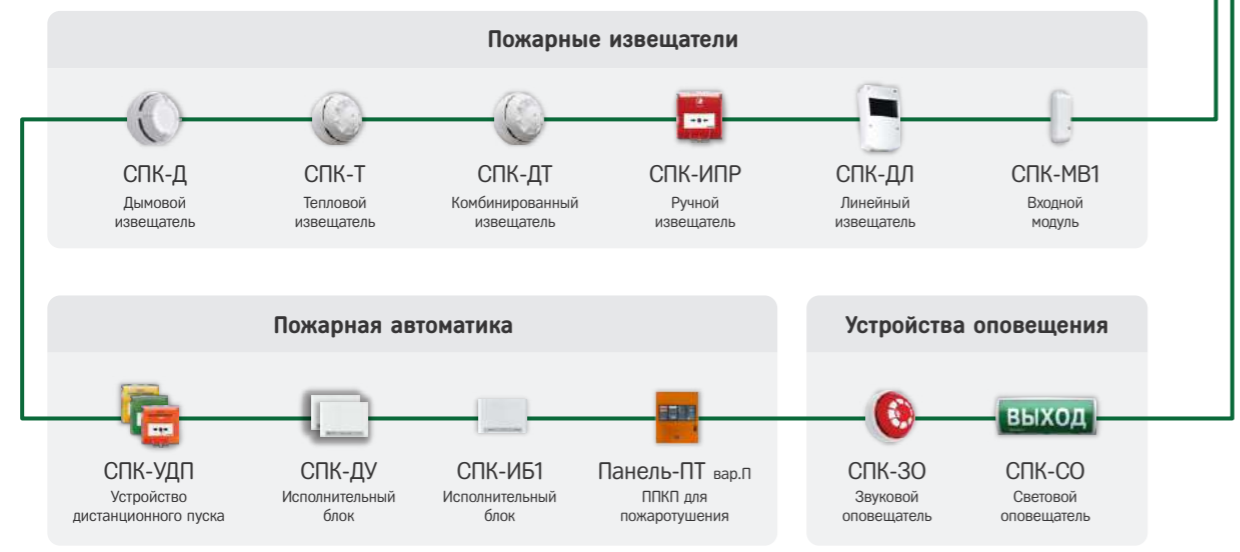 Пожарные извещатели
СПК-Д
Дымовой
извещатель
СПК-Т
Тепловой
извещатель
СПК-ДТ
Комбинированный
извещатель
СПК-ИПР
Ручной
извещатель
СПК-ДЛ
Линейный
извещатель
СПК-МВ1
Входной
модуль
Пожарная автоматика
СПК-УДП
Устройство
дистанционного пуска
СПК-ДУ
Исполнительный
блок
СПК-ИБ1
Исполнительный
блок
Панель-ПТ вар.П
ППКП для
пожаротушения
Устройства оповещения
СПК-ЗО
Звуковой
оповещатель
ВЫХОД
СПК-СО
Световой
оповещатель